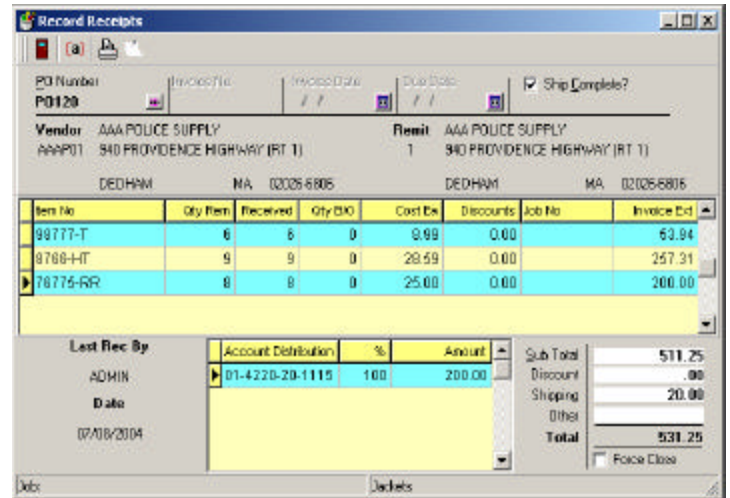 Record Receipts
(a)
PO Number Invoice No Invoice Date Due Date Ship Complete?
PO120 / / / /
Vendor AAA POLICE SUPPLY Remit AAA POLICE SUPPLY
AAAP01 940 PROVIDENCE HIGHWAY (RT 1) 1 940 PROVIDENCE HIGHWAY (RT 1)
DEDHAM MA 02026-6806 DEDHAM MA 02026-6806
Item No Qty Rem Received Qty B/O Cost Ea Discounts Job No Invoice Ext
6 6 0 8.99 0.00 53.94
8766-HT 9 9 0 28.59 0.00 257.31
76775-RR 8 8 0 25.00 0.00 200.00
Last Rec By
ADMIN
Date
07/08/2004
Account Distribution % Amount
01-4220-20-1115 100 200.00
Sub Total 511.25
Discount .00
Shipping 20.00
Other
Total 531.25
Force Close
Job: Jackets